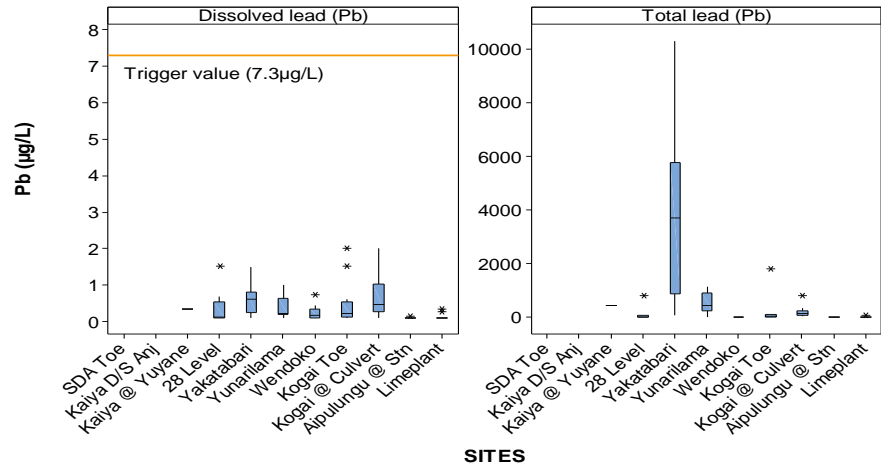 Dissolved lead (Pb)
Total lead (Pb)
Pb (µg/L)
8
7
6
5
4
3
2
1
0
Trigger value (7.3µg/L)
10000
8000
6000
4000
2000
0
SDA Toe
Kaiya D/S Anj
Kaiya @ Yuyane
28 Level
Yakatabari
Yunarilama
Wendoko
Kogai Toe
Kogai @ Culvert
Aipulungu @ Stn
Limeplant
SDA Toe
Kaiya D/S Anj
Kaiya @ Yuyane
28 Level
Yakatabari
Yunarilama
Wendoko
Kogai Toe
Kogai @ Culvert
Aipulungu @ Stn
Limeplant
SITES